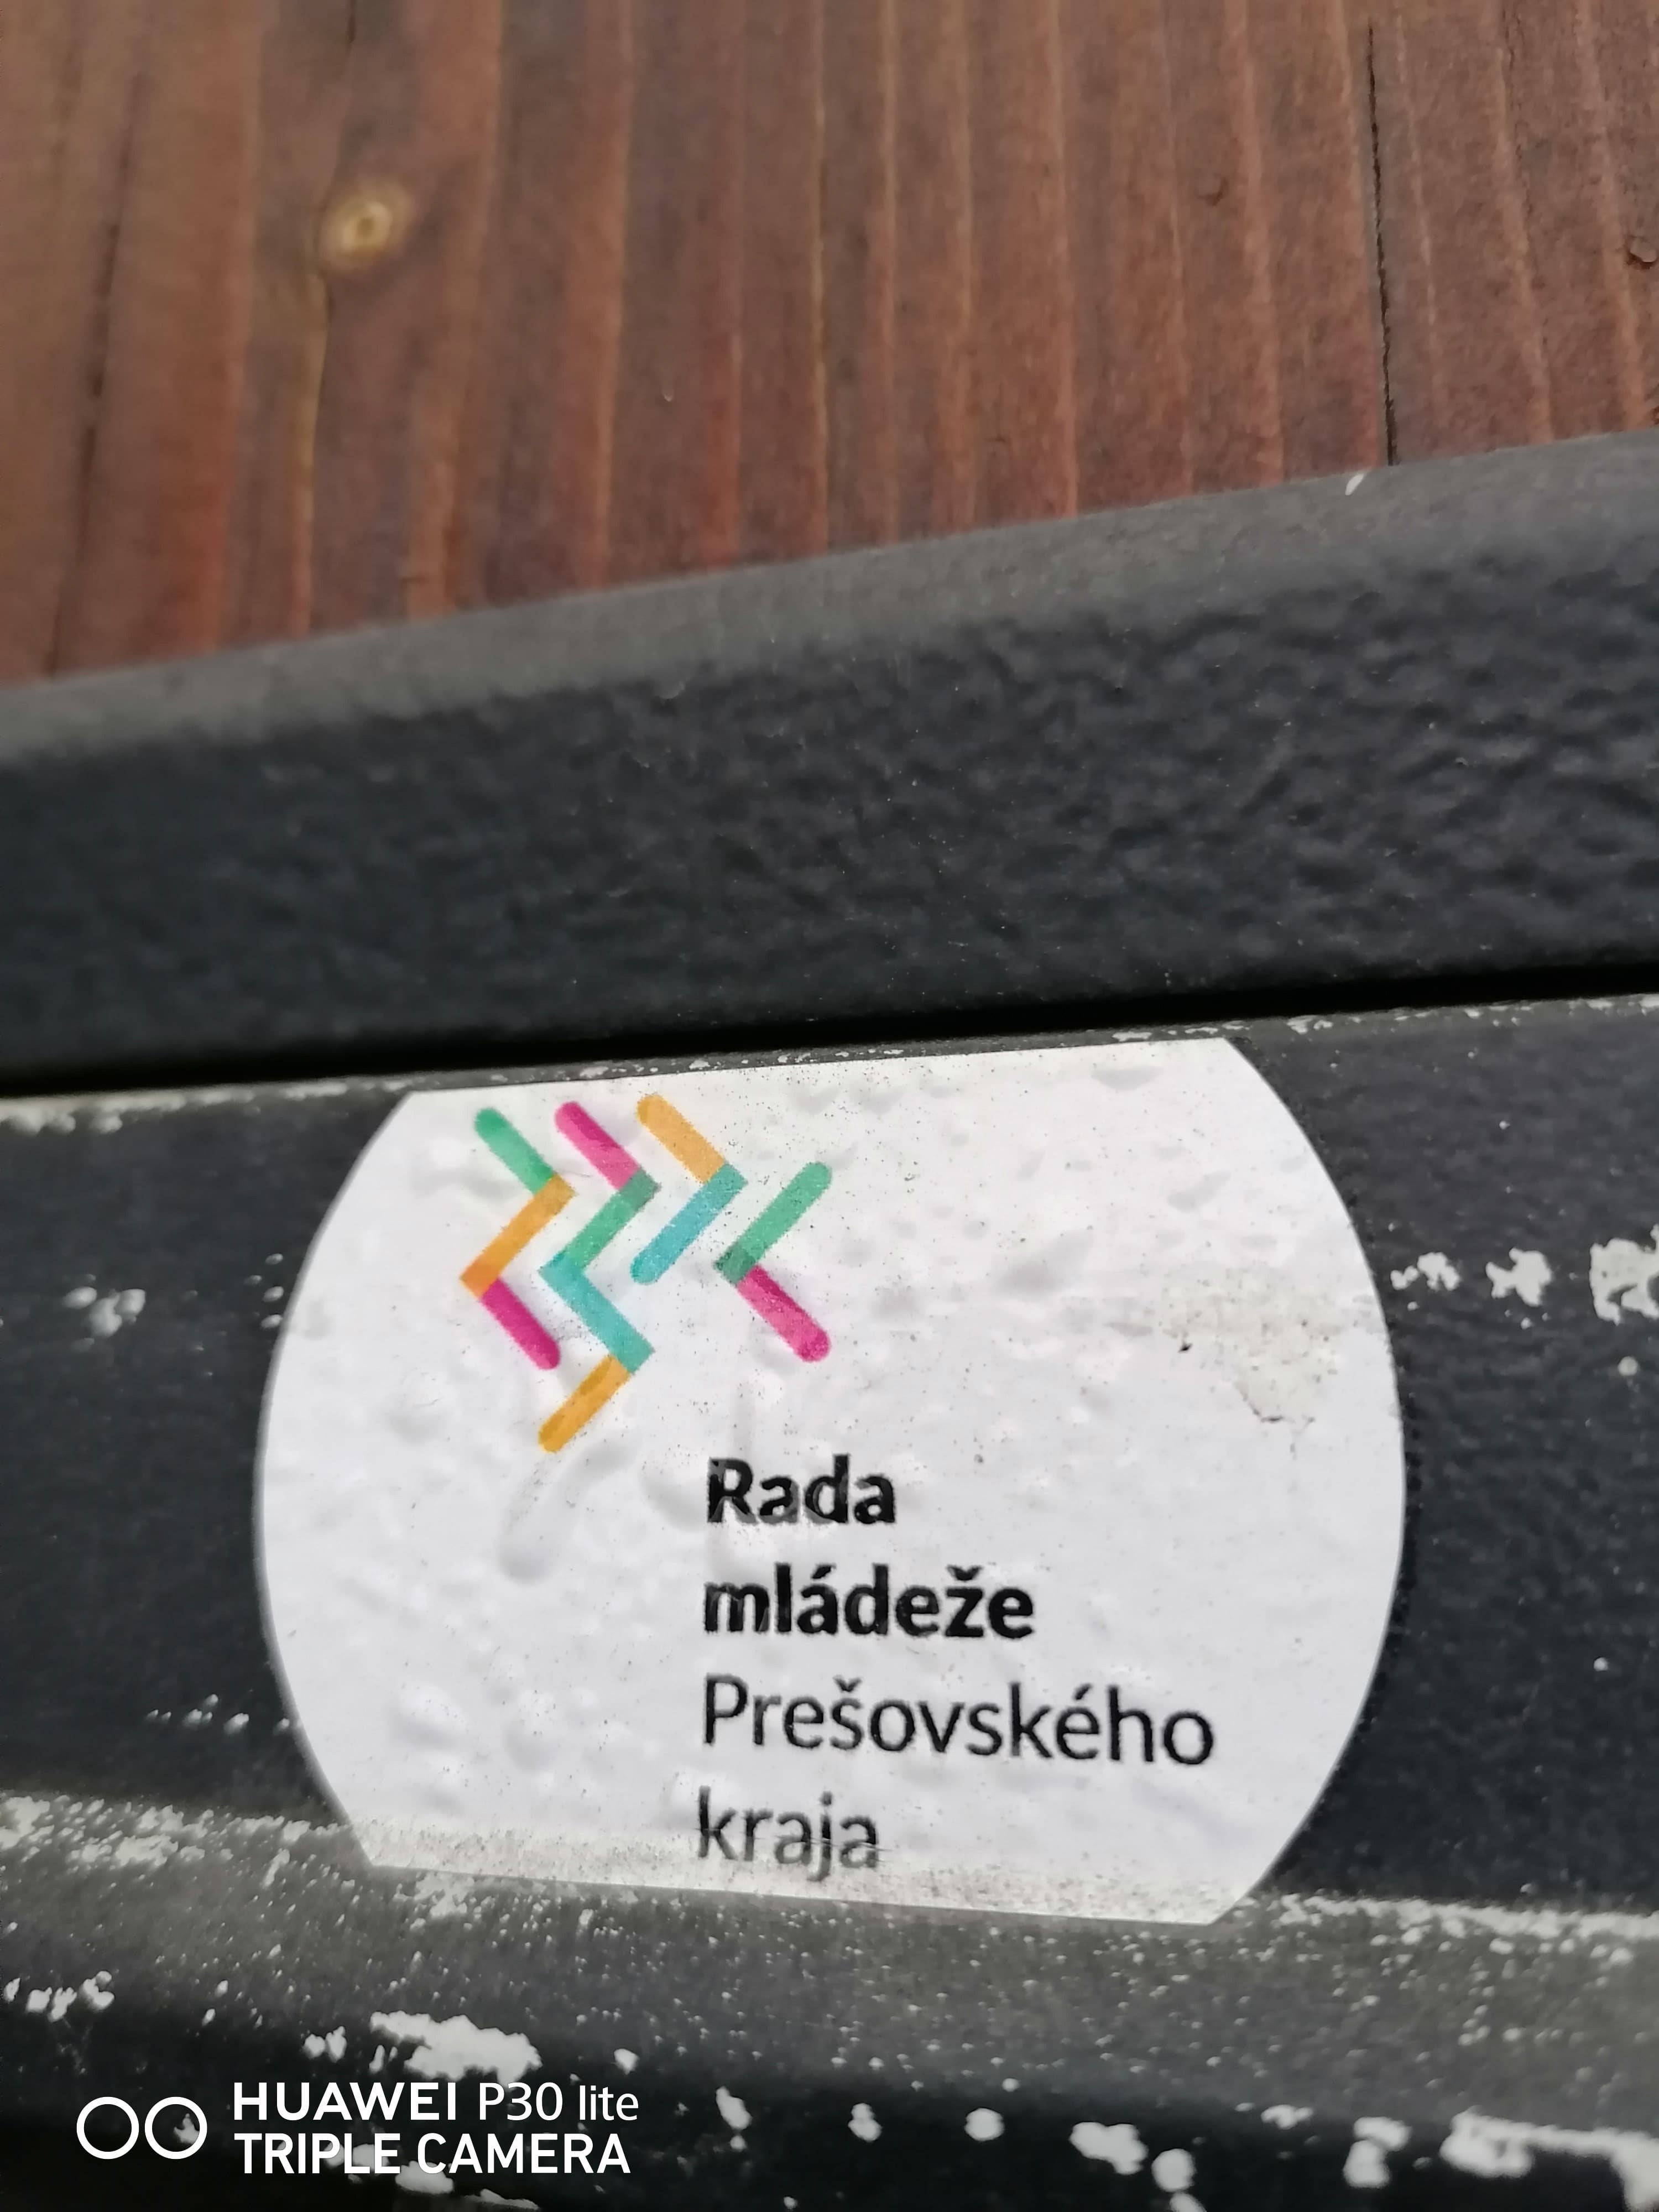 Rada
mládeže
Prešovského
kraja
HUAWEI P30 lite
TRIPLE CAMERA